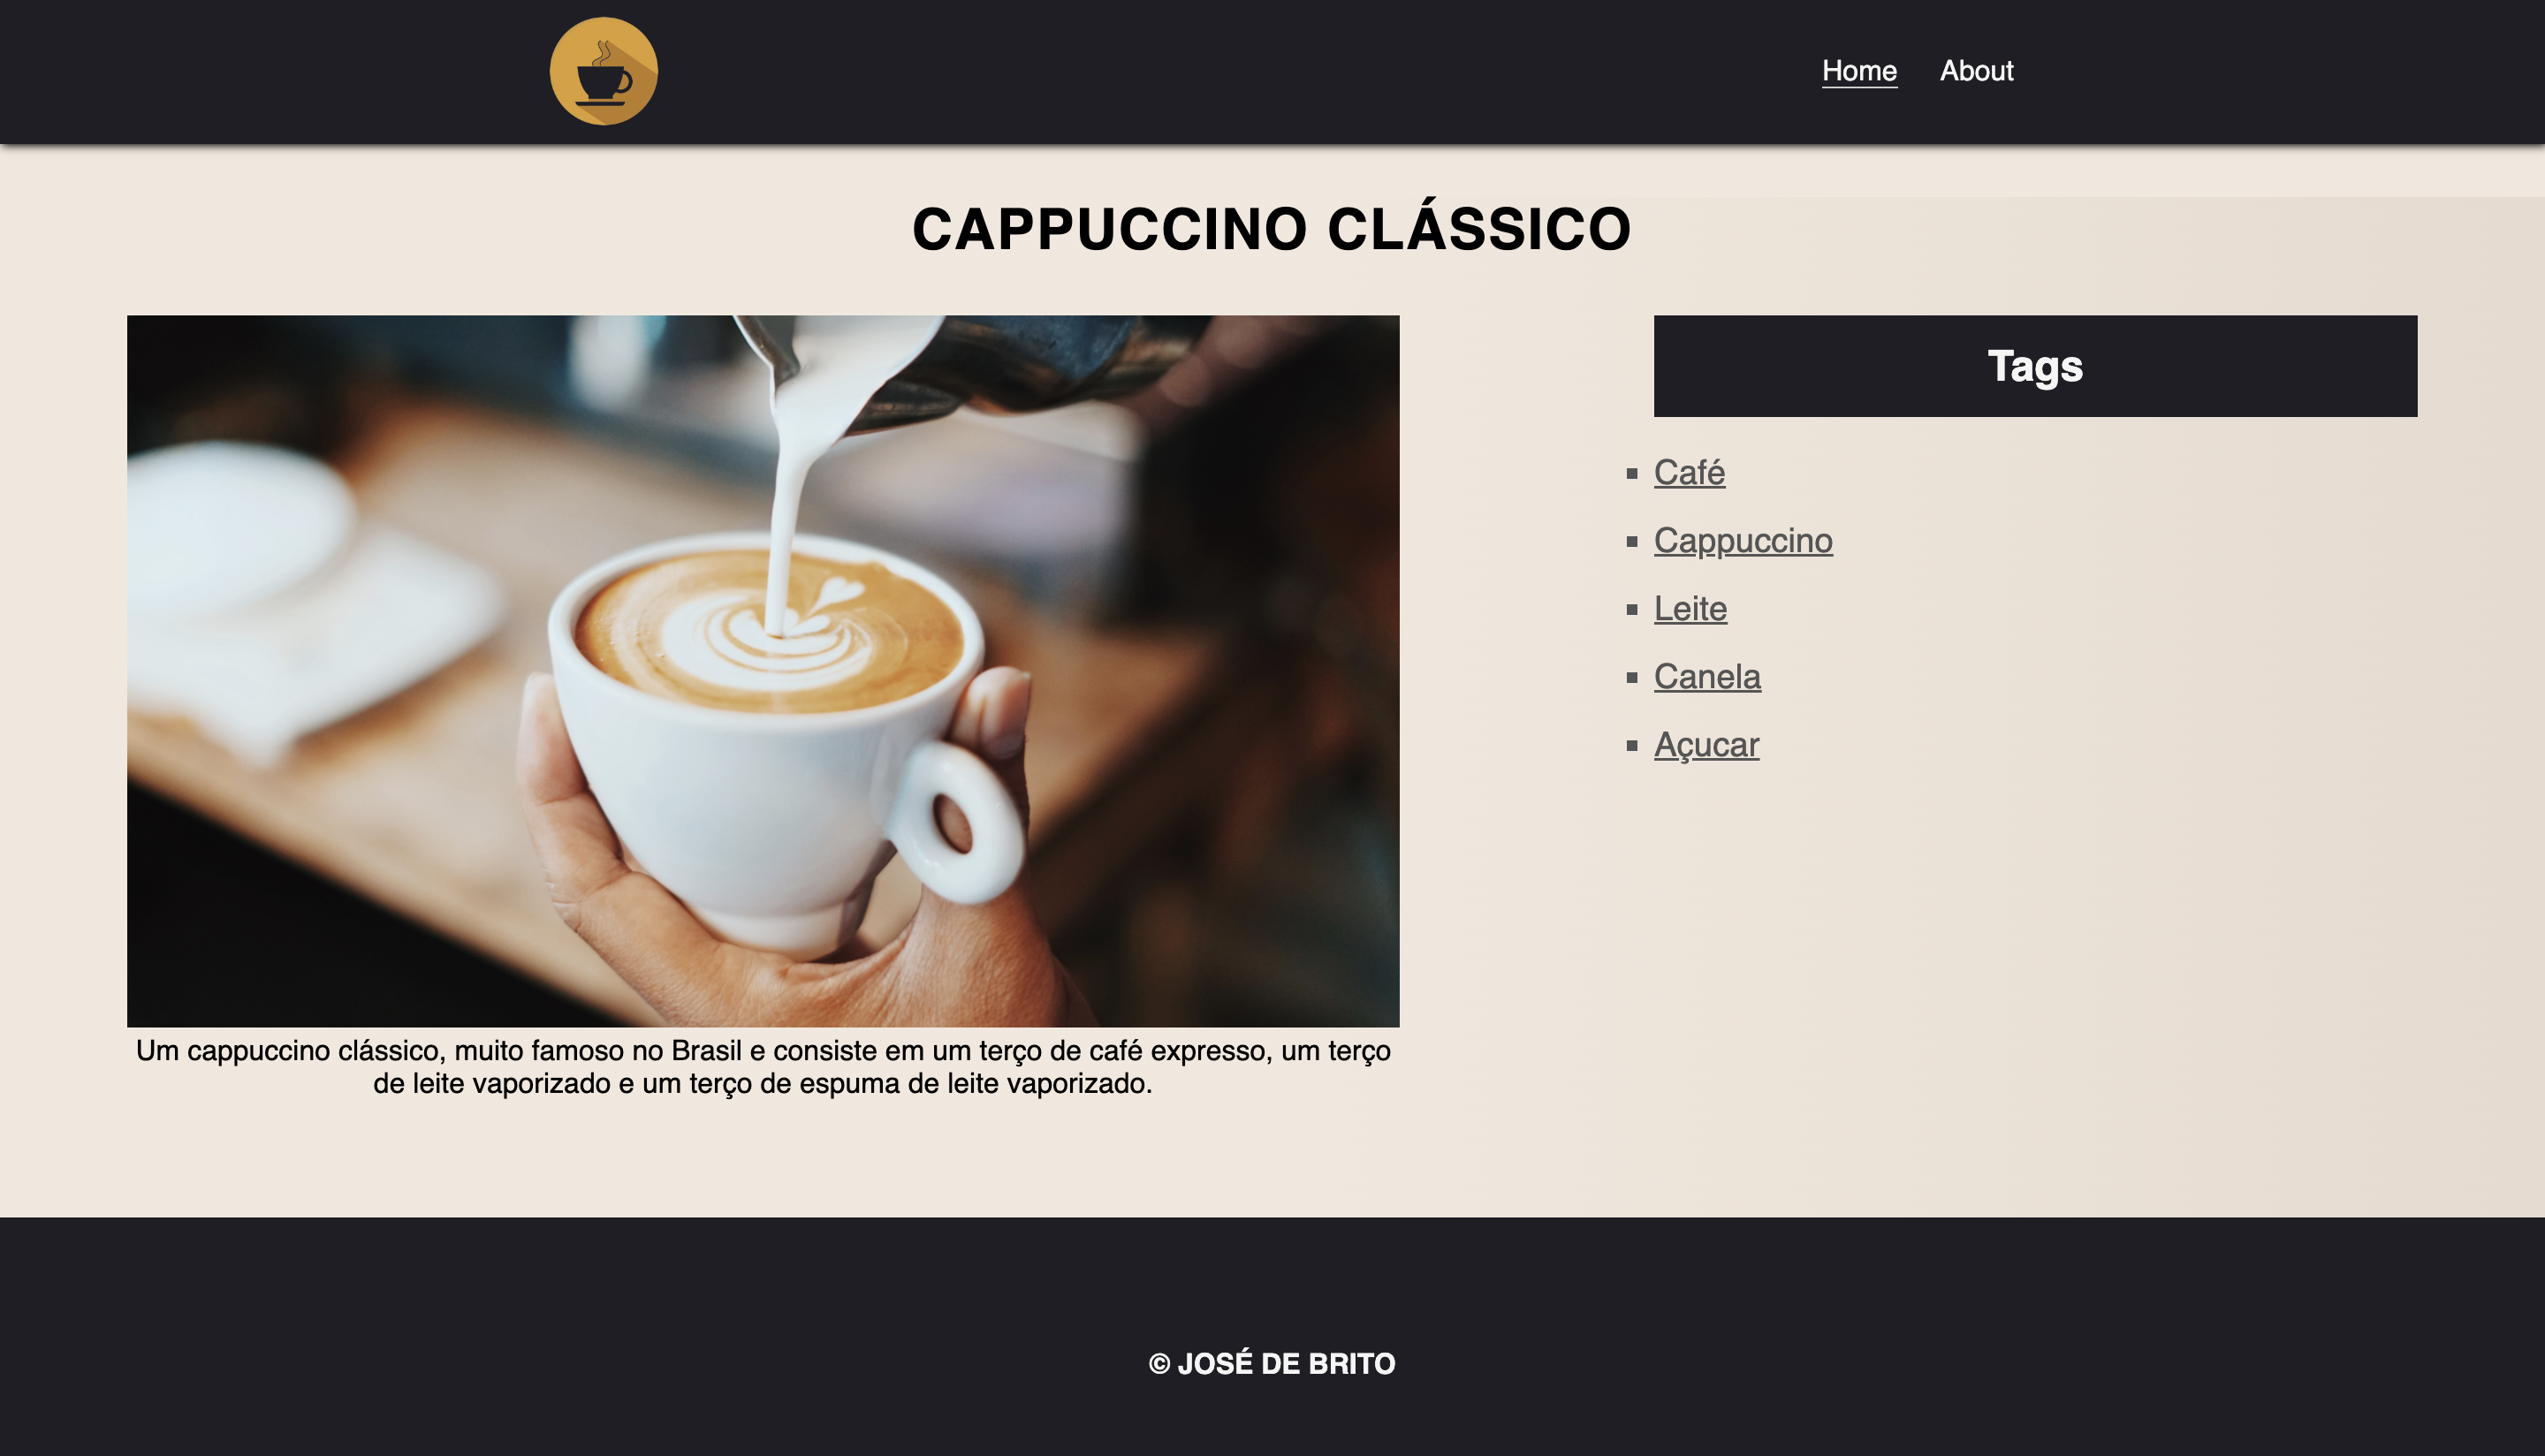 Home About
CAPPUCCINO CLÁSSICO
Um cappuccino clássico, muito famoso no Brasil e consiste em um terço de café expresso, um terço
de leite vaporizado e um terço de espuma de leite vaporizado.
Tags
Café
Cappuccino
Leite
Canela
Açucar
© JOSÉ DE BRITO